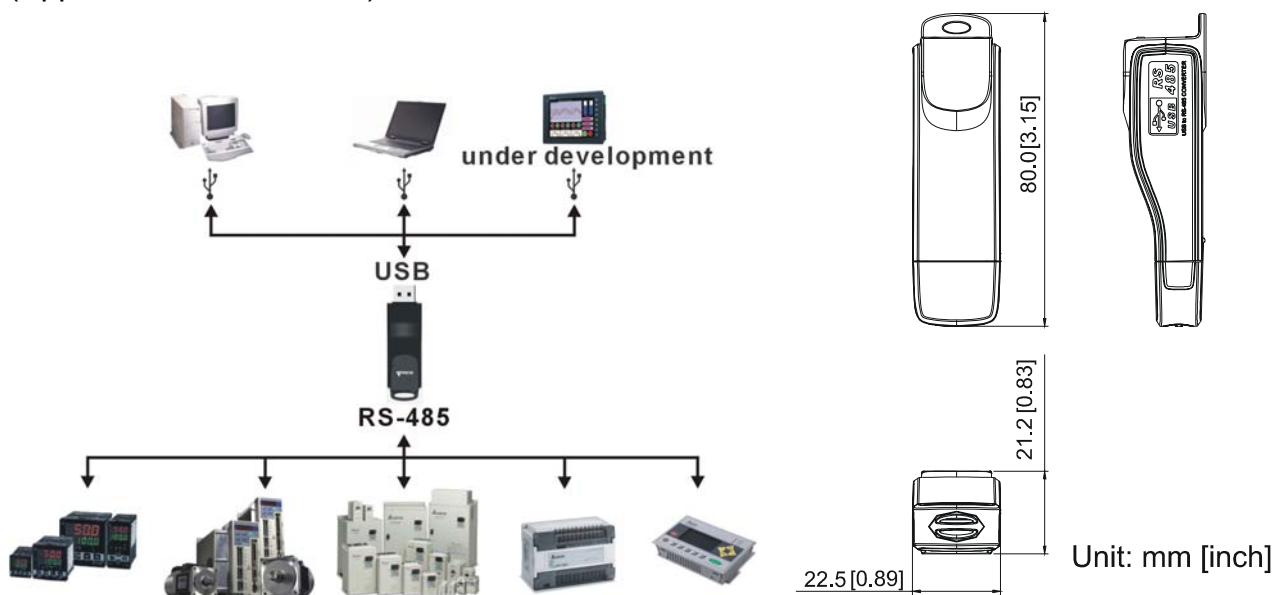 under development
USB
RS-485
80.0[3.15]
RS
485
USB
USB to RS-485 CONVERTER
21.2 [0.83]
22.5 [0.89]
Unit: mm [inch]